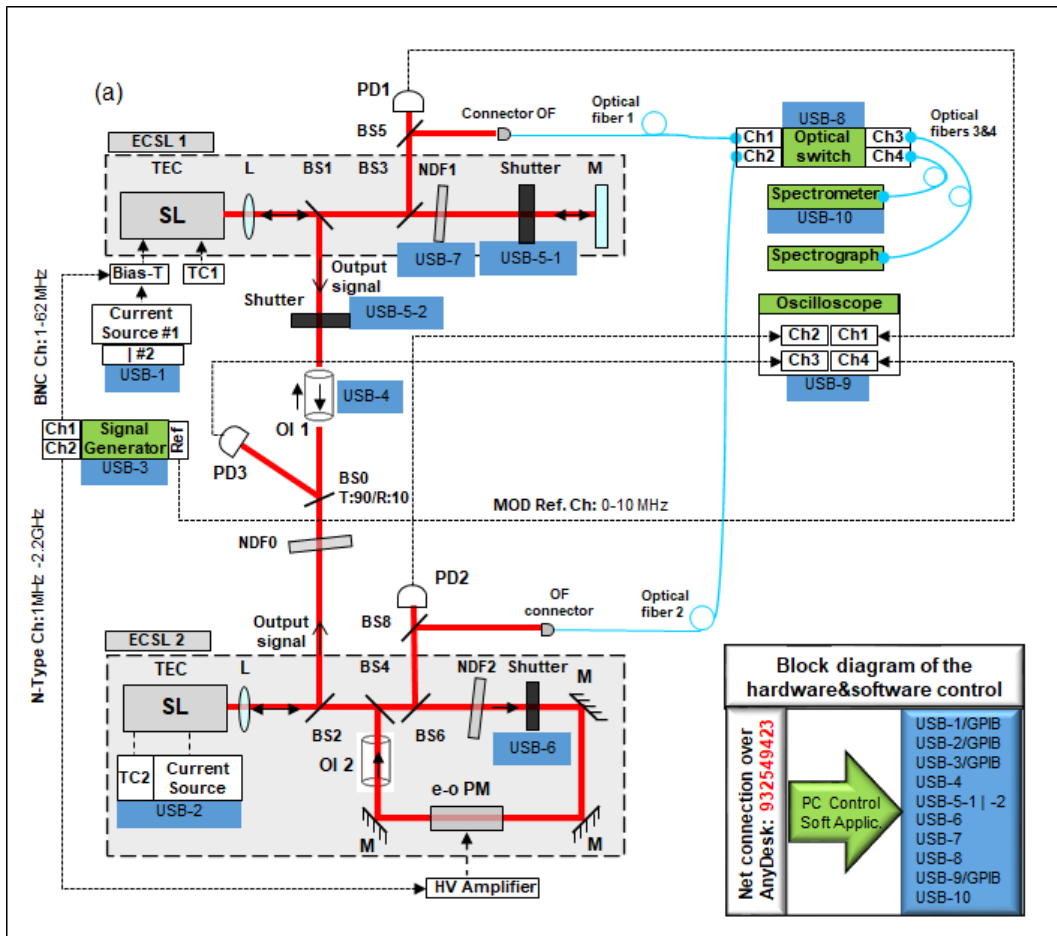 (a)
PD1
Connector OF
Optical
fiber 1
USB-8
Optical
fibers 3&4
BS5
Ch1
Ch2
Optical
switch
Ch3
Ch4
ECSL 1
TEC
L
BS1
BS3
NDF1
Shutter
M
SL
Spectrometer
USB-10
Spectrograph
USB-7
USB-5-1
Bias-T
TC1
Output
signal
Shutter
USB-5-2
Current
Source #1
| #2
USB-1
BNC Ch:1-62 MHz
Oscilloscope
Ch2
Ch1
Ch3
Ch4
USB-9
USB-4
OI 1
Ch1
Ch2
Signal
Generator
Ref
USB-3
PD3
BS0
T:90/R:10
MOD Ref. Ch: 0-10 MHz
NDF0
N-Type Ch:1MHz -2.2GHz
PD2
OF
connector
Optical
fiber 2
BS8
Output
signal
ECSL 2
TEC
L
BS4
NDF2
Shutter
M
SL
BS2
BS6
USB-6
OI 2
TC2
Current
Source
USB-2
e-o PM
M
M
HV Amplifier
Block diagram of the
hardware&software control
Net connection over
AnyDesk: 932549423
PC Control
Soft Applic.
USB-1/GPIB
USB-2/GPIB
USB-3/GPIB
USB-4
USB-5-1 | -2
USB-6
USB-7
USB-8
USB-9/GPIB
USB-10